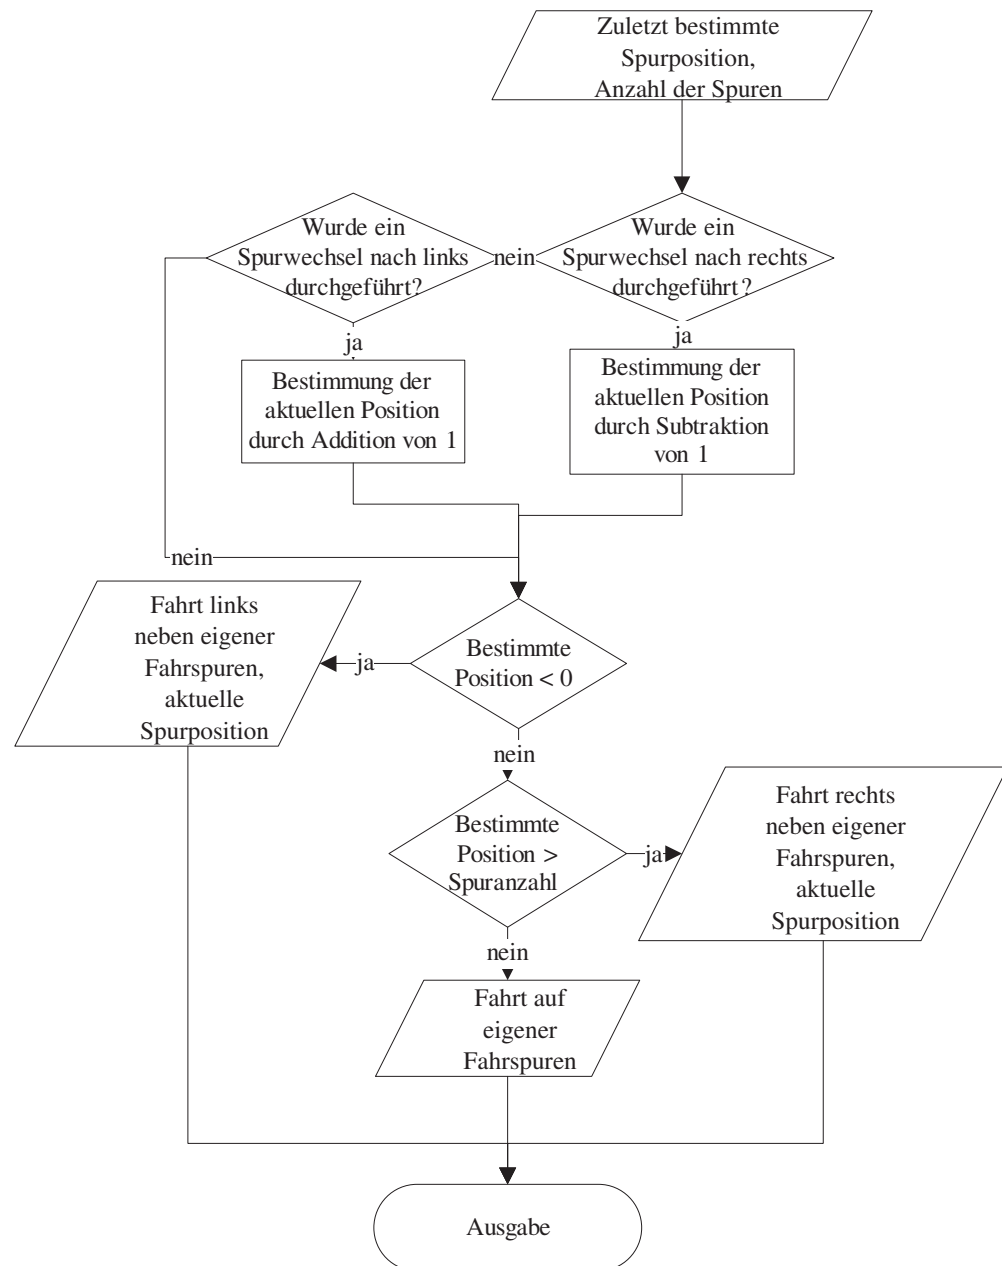 Zuletzt bestimmte
Spurposition,
Anzahl der Spuren
Wurde ein
Spurwechsel nach links
durchgeführt?
nein
Wurde ein
Spurwechsel nach rechts
durchgeführt?
ja
Bestimmung der
aktuellen Position
durch Addition von 1
ja
Bestimmung der
aktuellen Position
durch Subtraktion
von 1
nein
Fahrt links
neben eigener
Fahrspuren,
aktuelle
Spurposition
ja
Bestimmte
Position < 0
nein
Bestimmte
Position >
Spuranzahl
ja
Fahrt rechts
neben eigener
Fahrspuren,
aktuelle
Spurposition
nein
Fahrt auf
eigener
Fahrspuren
Ausgabe